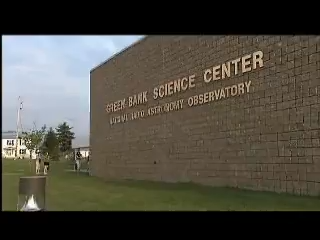 GREEN BANK SCIENCE CENTER
NATIONAL RADIO ASTRONOMY OBSERVATORY